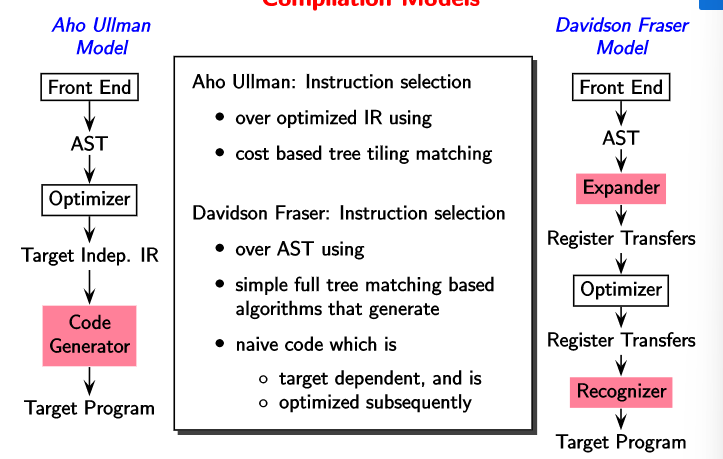 Compilation Models
Aho Ullman
Model
Front End
AST
Optimizer
Target Indep. IR
Code
Generator
Target Program
Aho Ullman: Instruction selection
• over optimized IR using
• cost based tree tiling matching
Davidson Fraser: Instruction selection
• over AST using
• simple full tree matching based
algorithms that generate
• naive code which is
○ target dependent, and is
○ optimized subsequently
Davidson Fraser
Model
Front End
AST
Expander
Register Transfers
Optimizer
Register Transfers
Recognizer
Target Program